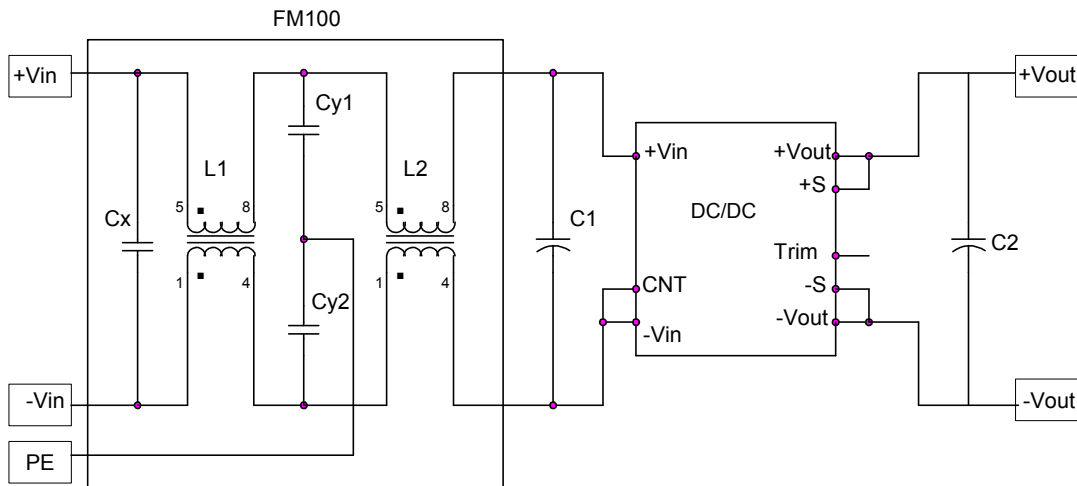 FM100
+Vin
Cy1
+Vout
+Vin
+Vout
L1
L2
+S
5
8
5
8
DC/DC
Cx
C1
C2
Trim
1
4
1
4
CNT
-S
Cy2
-Vout
-Vin
-Vin
-Vout
PE